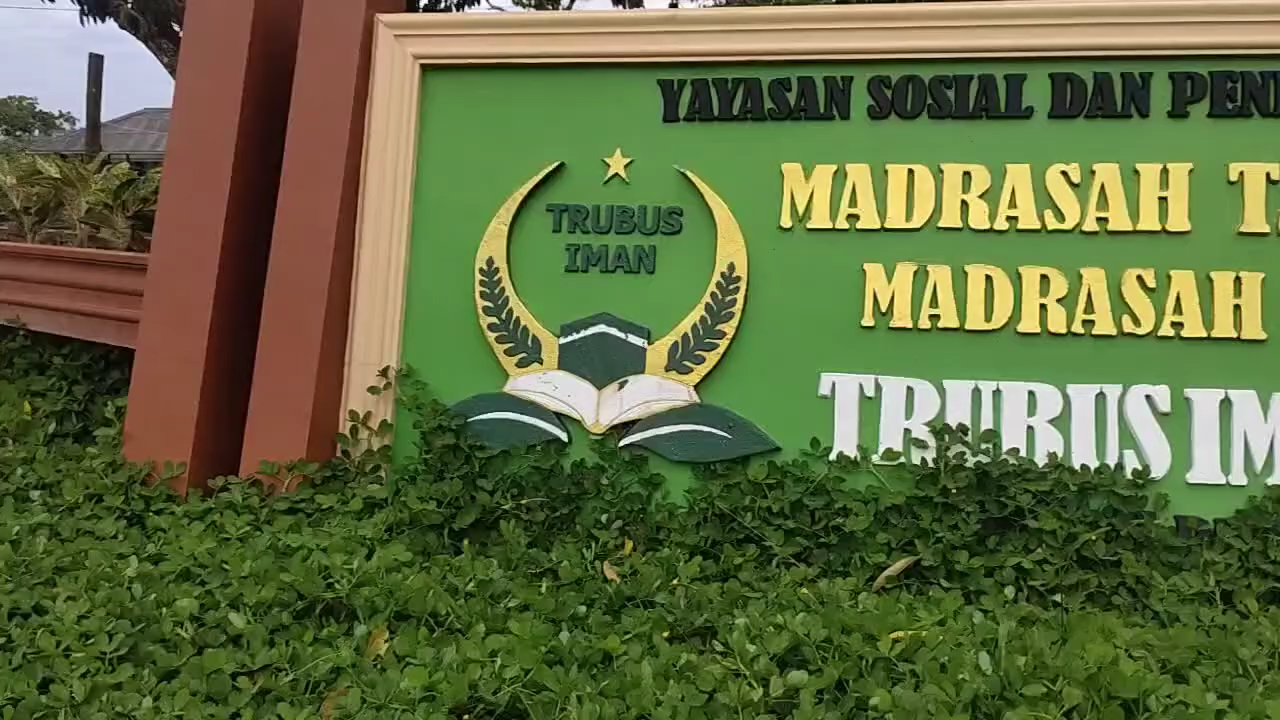 YAYASAN SOSIAL DAN
MADRASAH
MADRASAH
TRUBUS
TRUBUS
IMAN